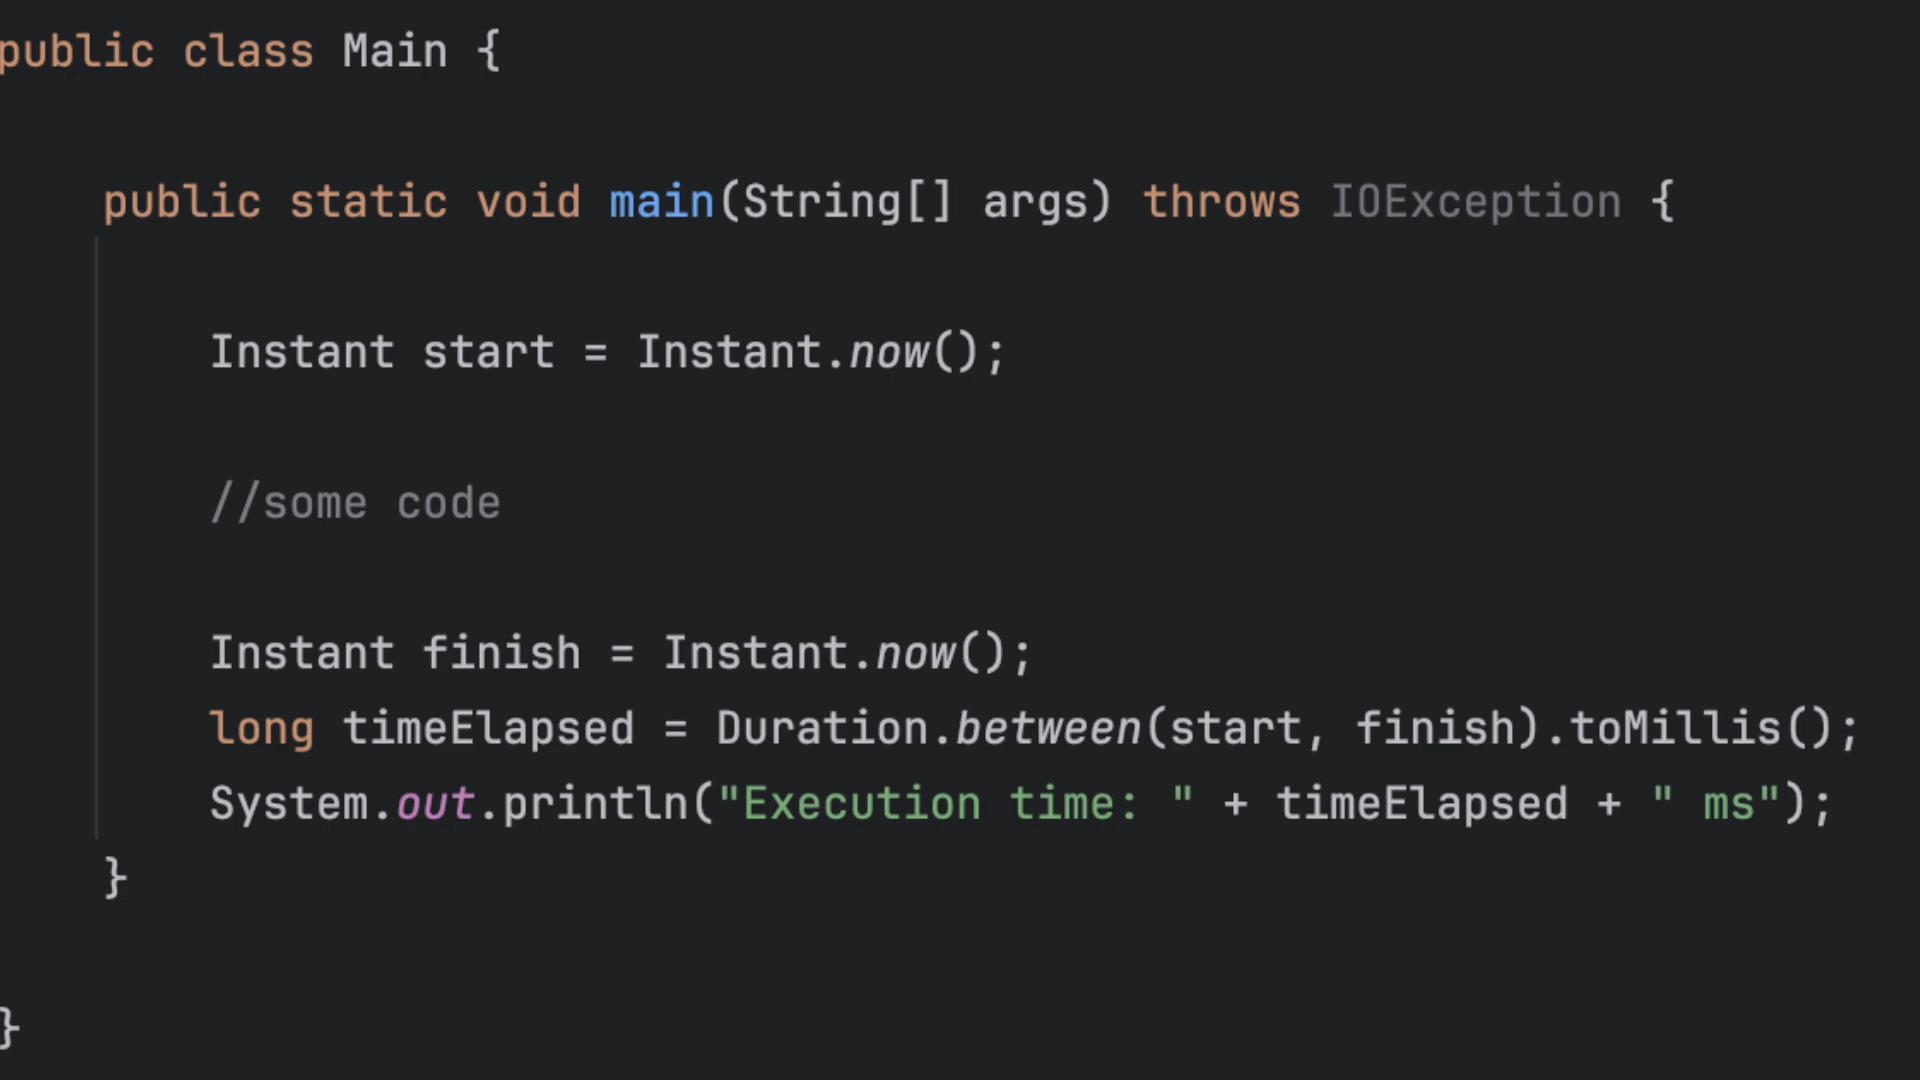 public class Main {
public static void main(String[] args) throws IOException {
Instant start = Instant.now();
//some code
Instant finish = Instant.now();
long timeElapsed = Duration.between(start, finish).toMillis();
System.out.println("Execution time: " + timeElapsed + " ms");
}
}